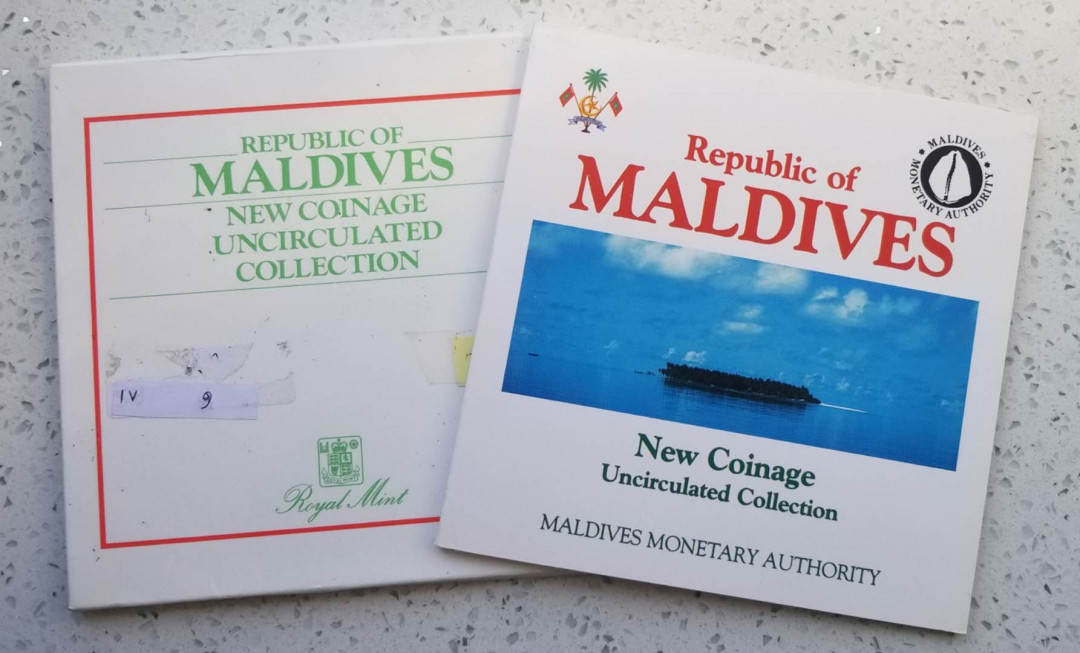 REPUBLIC OF
MALDIVES
NEW COINAGE
UNCIRCULATED
COLLECTION
IV 9
Royal Mint
Republic of
MALDIVES
MALDIVES
MONETARY AUTHORITY
New Coinage
Uncirculated Collection
MALDIVES MONETARY AUTHORITY